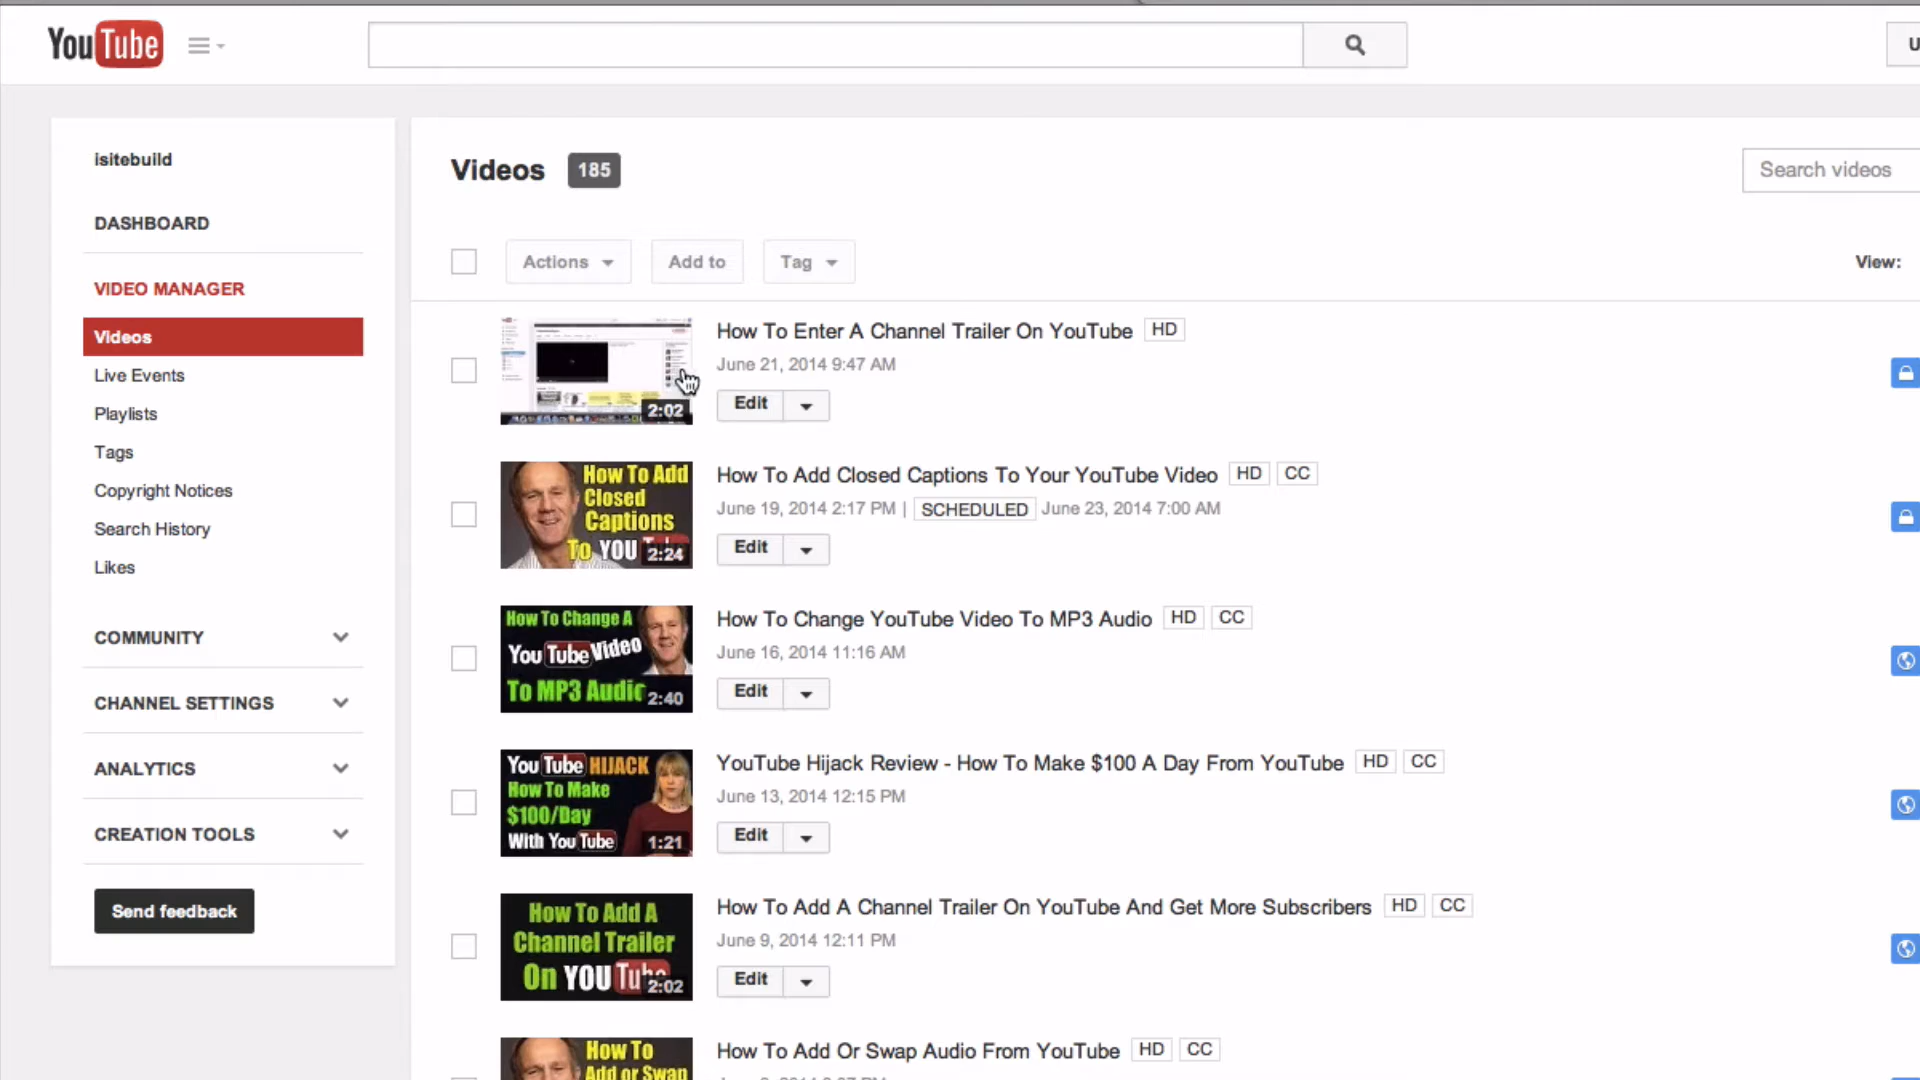 YouTube
U
isitebuild
DASHBOARD
VIDEO MANAGER
Videos
Live Events
Playlists
Tags
Copyright Notices
Search History
Likes
COMMUNITY
CHANNEL SETTINGS
ANALYTICS
CREATION TOOLS
Send feedback
Videos 185
Search videos
Actions Add to Tag
View:
2:02
How To Enter A Channel Trailer On YouTube HD
June 21, 2014 9:47 AM
Edit
How To Add
Closed
Captions
To YOU
2:24
How To Add Closed Captions To Your YouTube Video HD CC
June 19, 2014 2:17 PM | SCHEDULED June 23, 2014 7:00 AM
Edit
How To Change A
YouTube Video
To MP3 Audio
2:40
How To Change YouTube Video To MP3 Audio HD CC
June 16, 2014 11:16 AM
Edit
YouTube HIJACK
How To Make
$100/Day
With YouTube
1:21
YouTube Hijack Review - How To Make $100 A Day From YouTube HD CC
June 13, 2014 12:15 PM
Edit
How To Add A
Channel Trailer
On YOUTube
2:02
How To Add A Channel Trailer On YouTube And Get More Subscribers HD CC
June 9, 2014 12:11 PM
Edit
How To
Add or Swap
How To Add Or Swap Audio From YouTube HD CC